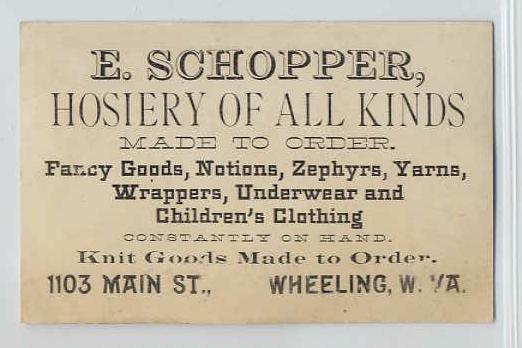 E. SCHOPPER,
HOSIERY OF ALL KINDS
MADE TO ORDER.
Fancy Goods, Notions, Zephyrs, Yarns,
Wrappers, Underwear and
Children's Clothing
CONSTANTLY ON HAND.
Knit Goods Made to Order.
1103 MAIN ST., WHEELING, W. VA.